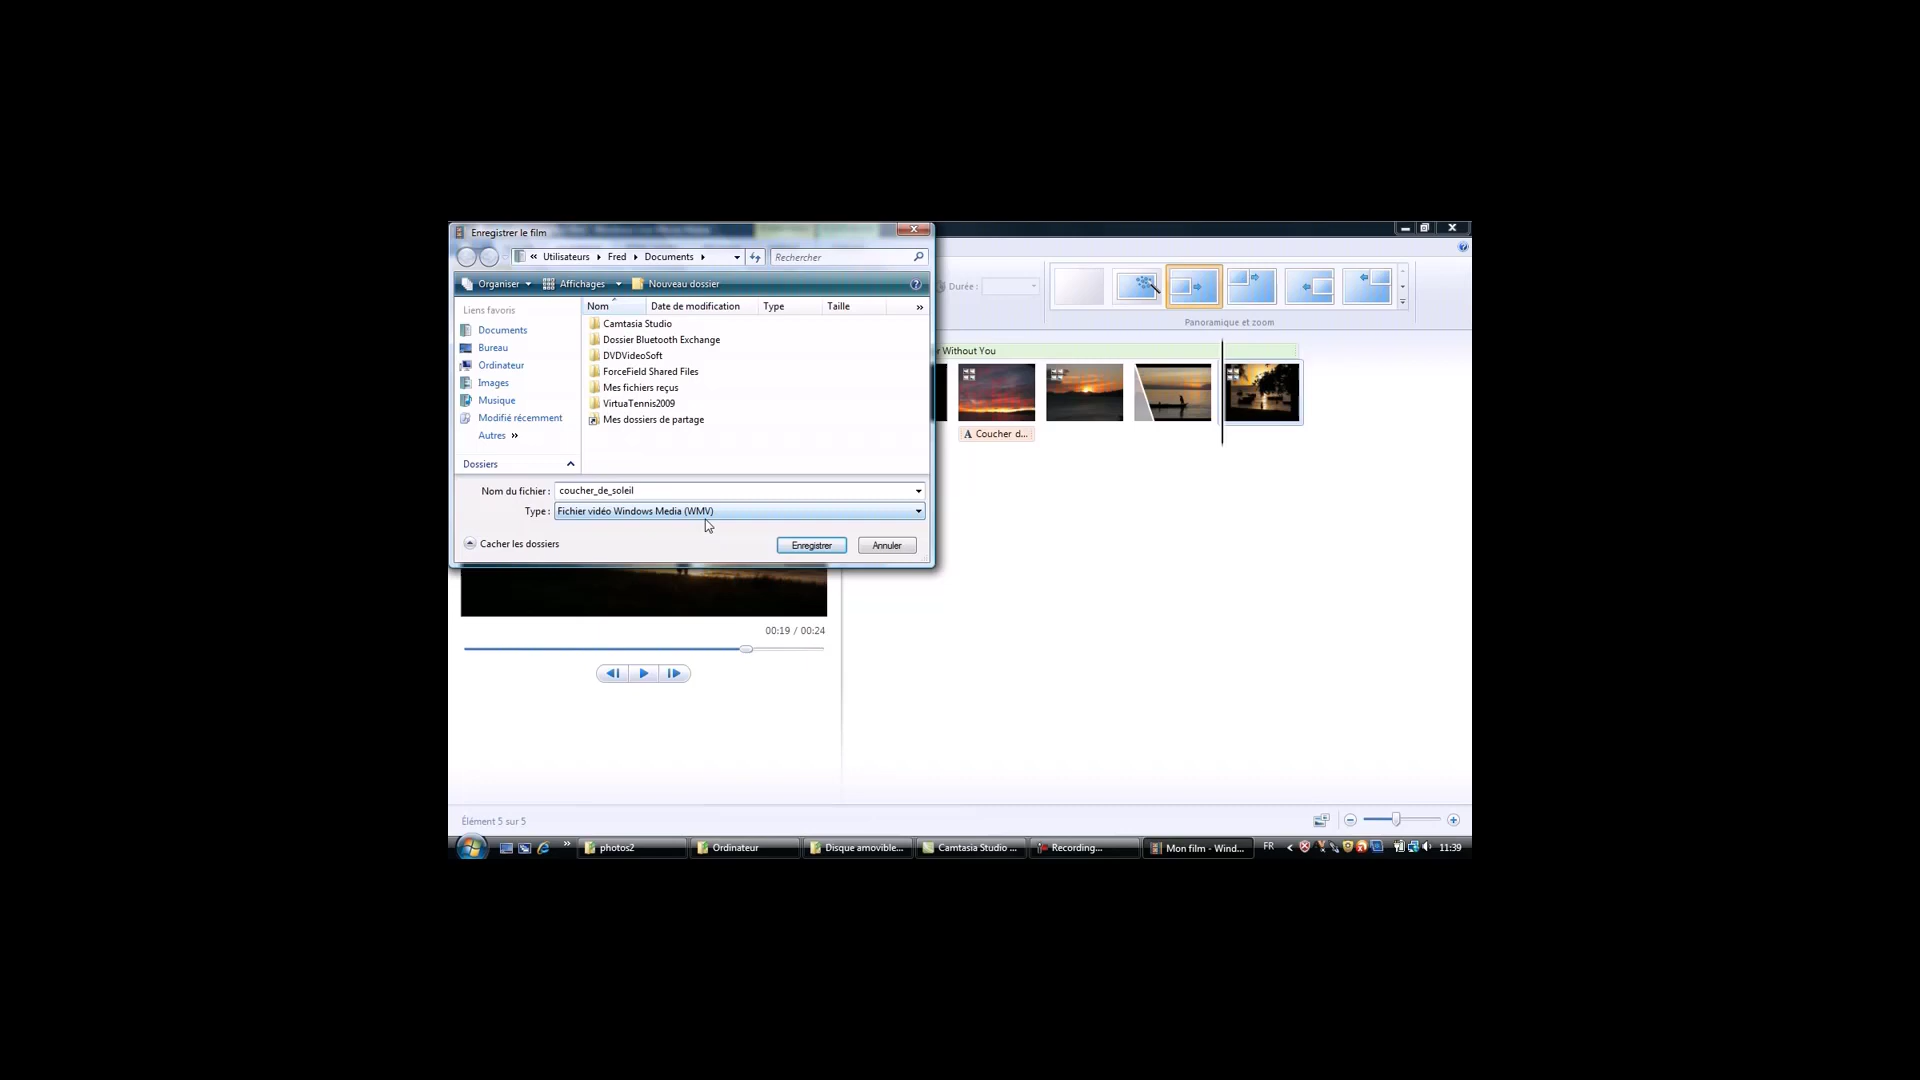 Enregistrer le film
« Utilisateurs Fred Documents Rechercher
Organiser Affichages Nouveau dossier
Durée :
Liens favoris Nom Date de modification Type Taille »
Panoramique et zoom
Documents
Bureau
Ordinateur
Images
Musique
Modifié récemment
Autres »
Dossiers
Camtasia Studio
Dossier Bluetooth Exchange
DVDVideoSoft
ForceField Shared Files
Mes fichiers reçus
VirtuaTennis2009
Mes dossiers de partage
Without You
A Coucher d...
Nom du fichier : coucher_de_soleil
Type : Fichier vidéo Windows Media (WMV)
Cacher les dossiers Enregistrer Annuler
00:19 / 00:24
Élément 5 sur 5
» photos2 Ordinateur Disque amovible... Camtasia Studio ... Recording... Mon film - Wind... FR < 11:39